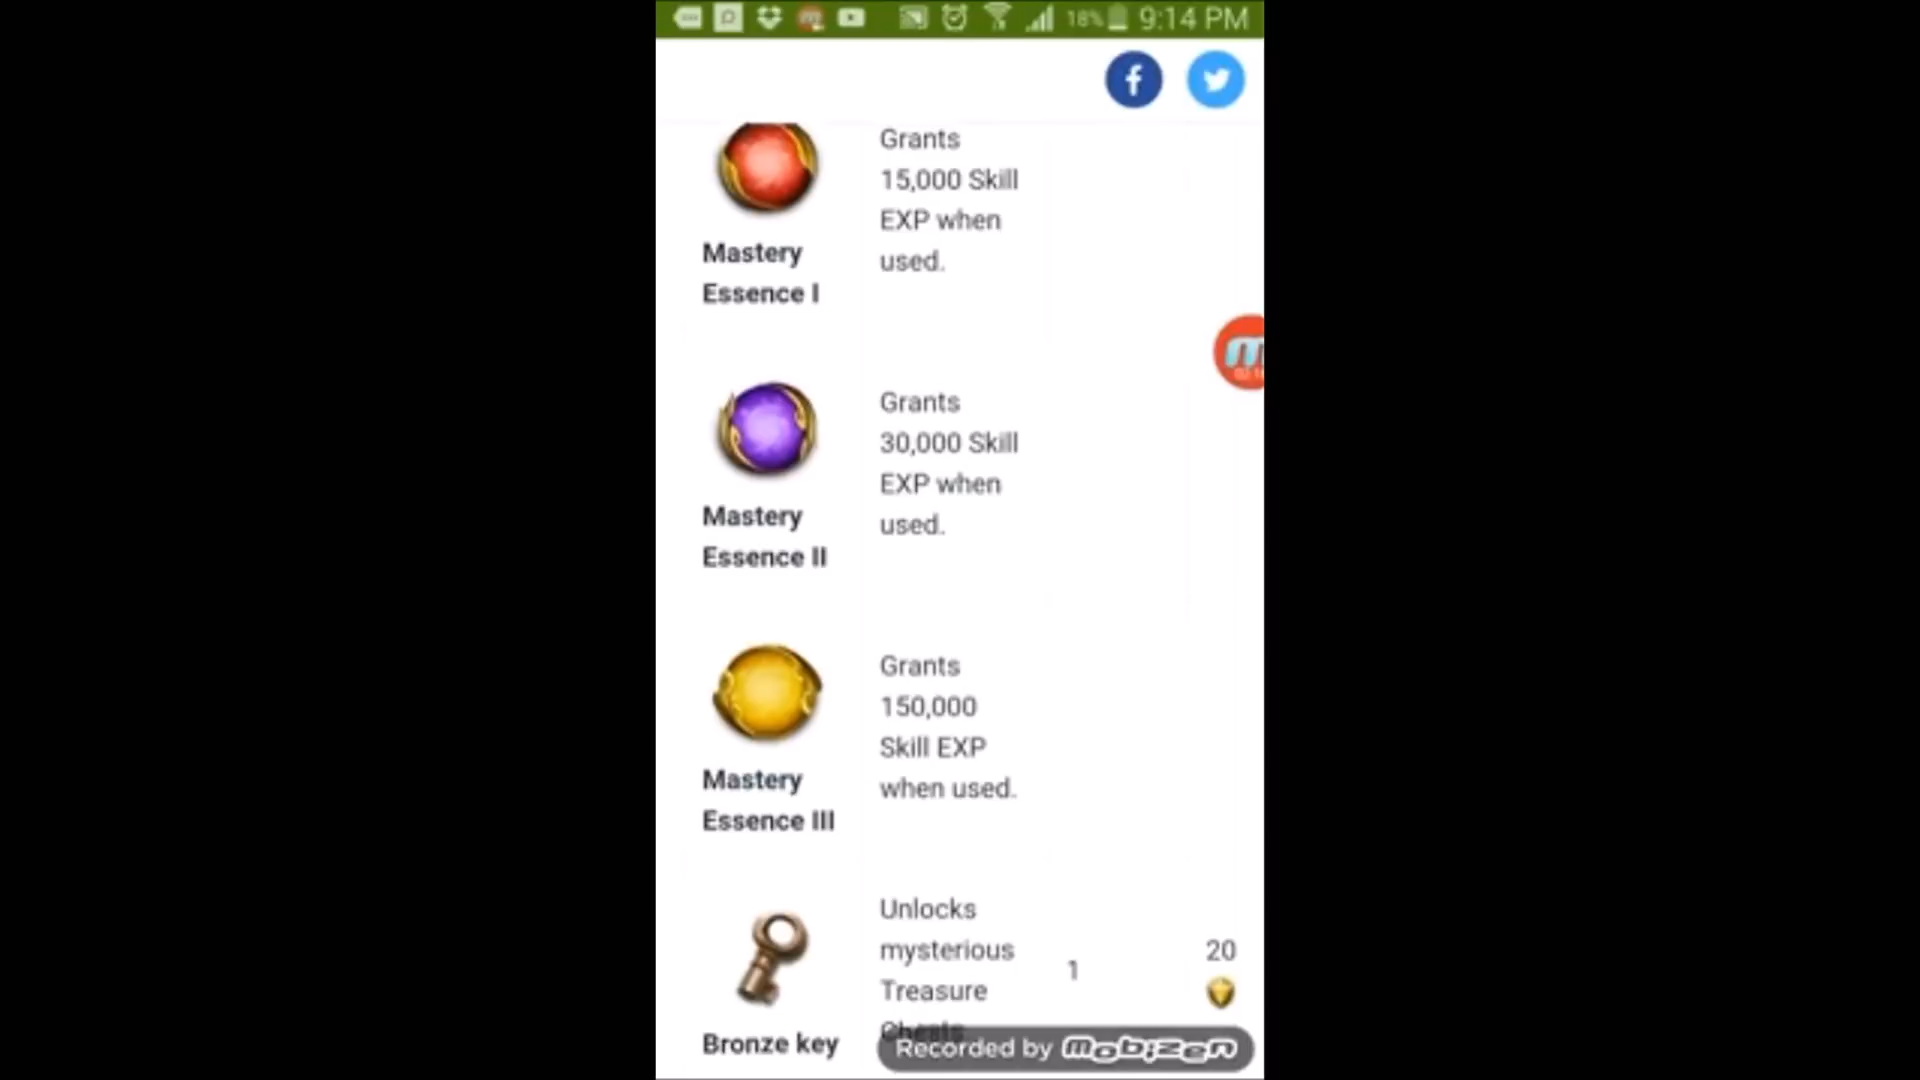 18% 9:14 PM
Grants
15,000 Skill
EXP when
used.
Mastery
Essence I
Grants
30,000 Skill
EXP when
used.
Mastery
Essence II
Grants
150,000
Skill EXP
when used.
Mastery
Essence III
Unlocks
mysterious
Treasure
Chests
1
20
Bronze key
Recorded by mobizen